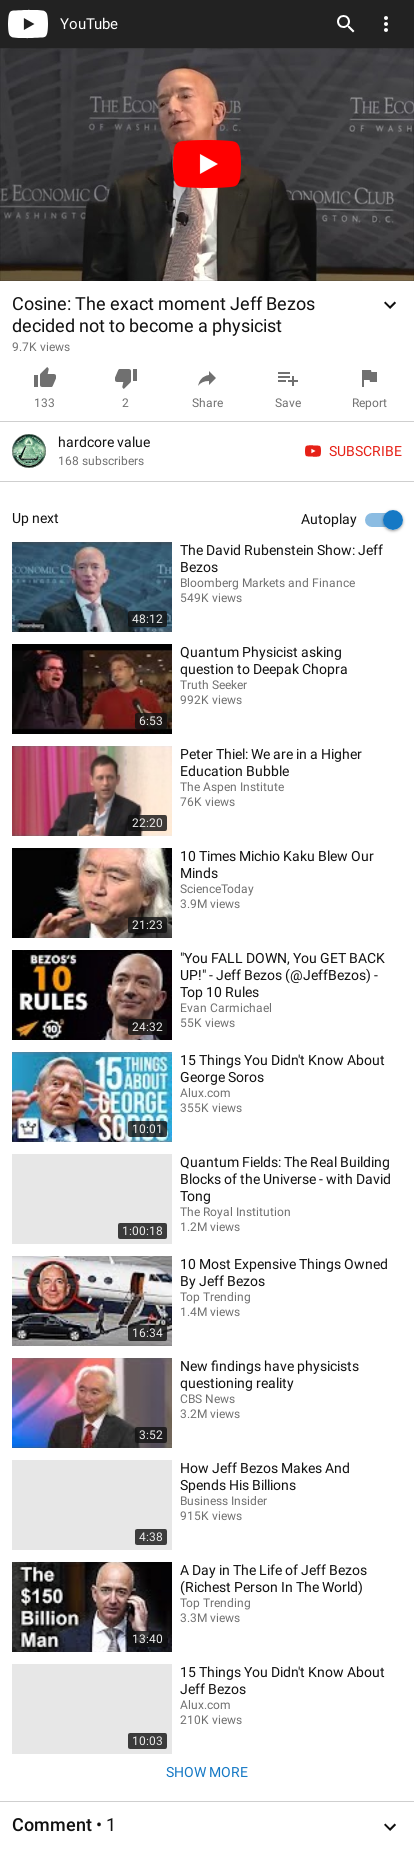 YouTube
THE ECONOMIC CLUB
OF WASHINGTON, D.C.
THE ECONOM
OF WASHING
ECONOMIC CLUB
WASHINGTON, D.C.
ECONOMIC CLUB
NGTON, D.C.
Cosine: The exact moment Jeff Bezos
decided not to become a physicist
9.7K views
133
2
Share
Save
Report
hardcore value
168 subscribers
SUBSCRIBE
Up next
Autoplay
The David Rubenstein Show: Jeff
Bezos
Bloomberg Markets and Finance
549K views
48:12
Quantum Physicist asking
question to Deepak Chopra
Truth Seeker
992K views
6:53
Peter Thiel: We are in a Higher
Education Bubble
The Aspen Institute
76K views
22:20
10 Times Michio Kaku Blew Our
Minds
ScienceToday
3.9M views
21:23
BEZOS'S
10
RULES
24:32
"You FALL DOWN, You GET BACK
UP!" - Jeff Bezos (@JeffBezos) -
Top 10 Rules
Evan Carmichael
55K views
15 THINGS
ABOUT
GEORGE
SOROS
10:01
15 Things You Didn't Know About
George Soros
Alux.com
355K views
Quantum Fields: The Real Building
Blocks of the Universe - with David
Tong
The Royal Institution
1.2M views
1:00:18
10 Most Expensive Things Owned
By Jeff Bezos
Top Trending
1.4M views
16:34
New findings have physicists
questioning reality
CBS News
3.2M views
3:52
How Jeff Bezos Makes And
Spends His Billions
Business Insider
915K views
4:38
The
$150
Billion
Man
13:40
A Day in The Life of Jeff Bezos
(Richest Person In The World)
Top Trending
3.3M views
15 Things You Didn't Know About
Jeff Bezos
Alux.com
210K views
10:03
SHOW MORE
Comment • 1